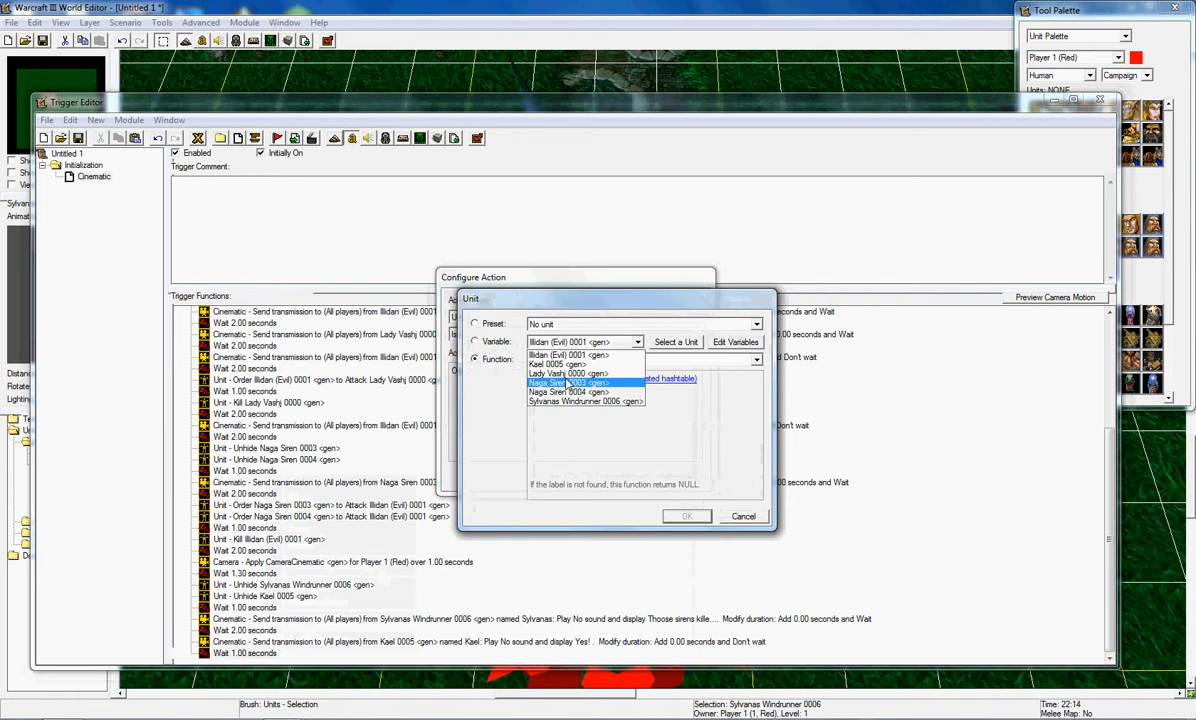 Warcraft III World Editor - [Untitled 1 *]
File Edit View Layer Scenario Tools Advanced Module Window Help
Tool Palette
Unit Palette
Player 1 (Red)
Human Campaign
Units: NONE
Trigger Editor
File Edit New Module Window
Untitled 1
Initialization
Cinematic
Enabled Initially On
Trigger Comment:
Configure Action
Unit
Preset: No unit
Variable: Illidan (Evil) 0001 <gen> Select a Unit Edit Variables
Function:
Illidan (Evil) 0001 <gen>
Kael 0005 <gen>
Lady Vashj 0000 <gen>
Naga Siren 0003 <gen>
Naga Siren 0004 <gen>
Sylvanas Windrunner 0006 <gen>
If the label is not found, this function returns NULL.
OK Cancel
Trigger Functions: Preview Camera Motion
Cinematic - Send transmission to (All players) from Illidan (Evil) 0001
Wait 2.00 seconds
Cinematic - Send transmission to (All players) from Lady Vashj 0000
Wait 2.00 seconds
Cinematic - Send transmission to (All players) from Illidan (Evil) 0001
Wait 2.00 seconds
Unit - Order Illidan (Evil) 0001 <gen> to Attack Lady Vashj 0000 <gen>
Wait 1.00 seconds
Unit - Kill Lady Vashj 0000 <gen>
Wait 2.00 seconds
Cinematic - Send transmission to (All players) from Illidan (Evil) 0001
Wait 2.00 seconds
Unit - Unhide Naga Siren 0003 <gen>
Unit - Unhide Naga Siren 0004 <gen>
Wait 1.00 seconds
Cinematic - Send transmission to (All players) from Naga Siren 0003
Wait 2.00 seconds
Unit - Order Naga Siren 0003 <gen> to Attack Illidan (Evil) 0001 <gen>
Unit - Order Naga Siren 0004 <gen> to Attack Illidan (Evil) 0001 <gen>
Wait 1.00 seconds
Unit - Kill Illidan (Evil) 0001 <gen>
Wait 2.00 seconds
Camera - Apply CameraCinematic <gen> for Player 1 (Red) over 1.00 seconds
Wait 1.30 seconds
Unit - Unhide Sylvanas Windrunner 0006 <gen>
Unit - Unhide Kael 0005 <gen>
Wait 1.00 seconds
Cinematic - Send transmission to (All players) from Sylvanas Windrunner 0006 <gen> named Sylvanas: Play No sound and display Thoose sirens kille.... Modify duration: Add 0.00 seconds and Wait
Wait 2.00 seconds
Cinematic - Send transmission to (All players) from Kael 0005 <gen> named Kael: Play No sound and display Yes! . Modify duration: Add 0.00 seconds and Don't wait
Wait 1.00 seconds
Brush: Units - Selection
Selection: Sylvanas Windrunner 0006
Owner: Player 1 (1, Red), Level: 1
Time: 22:14
Melee Map: No